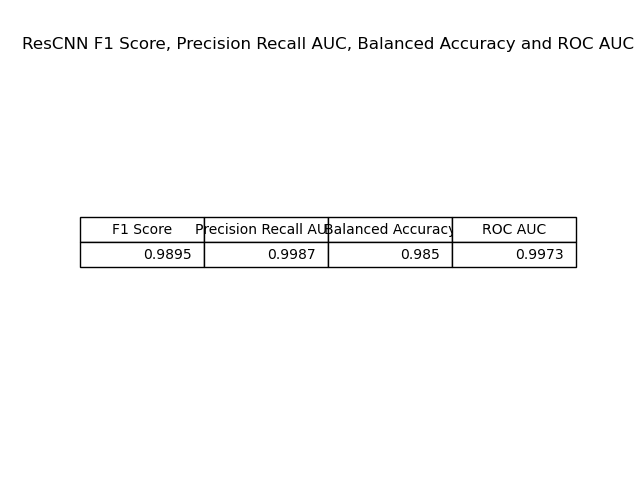 ResCNN F1 Score, Precision Recall AUC, Balanced Accuracy and ROC AUC
F1 Score Precision Recall AU Balanced Accuracy ROC AUC
0.9895 0.9987 0.985 0.9973